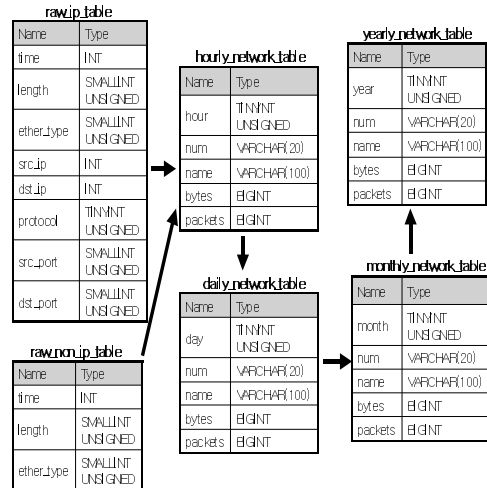 raw_ip_table
Name Type
time INT
length SMALLINT UNSIGNED
ether_type SMALLINT UNSIGNED
src_ip INT
dst_ip INT
protocol TINYINT UNSIGNED
src_port SMALLINT UNSIGNED
dst_port SMALLINT UNSIGNED
raw_non_ip_table
Name Type
time INT
length SMALLINT UNSIGNED
ether_type SMALLINT UNSIGNED
hourly_network_table
Name Type
hour TINYINT UNSIGNED
num VARCHAR(20)
name VARCHAR(100)
bytes BIGINT
packets BIGINT
daily_network_table
Name Type
day TINYINT UNSIGNED
num VARCHAR(20)
name VARCHAR(100)
bytes BIGINT
packets BIGINT
yearly_network_table
Name Type
year TINYINT UNSIGNED
num VARCHAR(20)
name VARCHAR(100)
bytes BIGINT
packets BIGINT
monthly_network_table
Name Type
month TINYINT UNSIGNED
num VARCHAR(20)
name VARCHAR(100)
bytes BIGINT
packets BIGINT